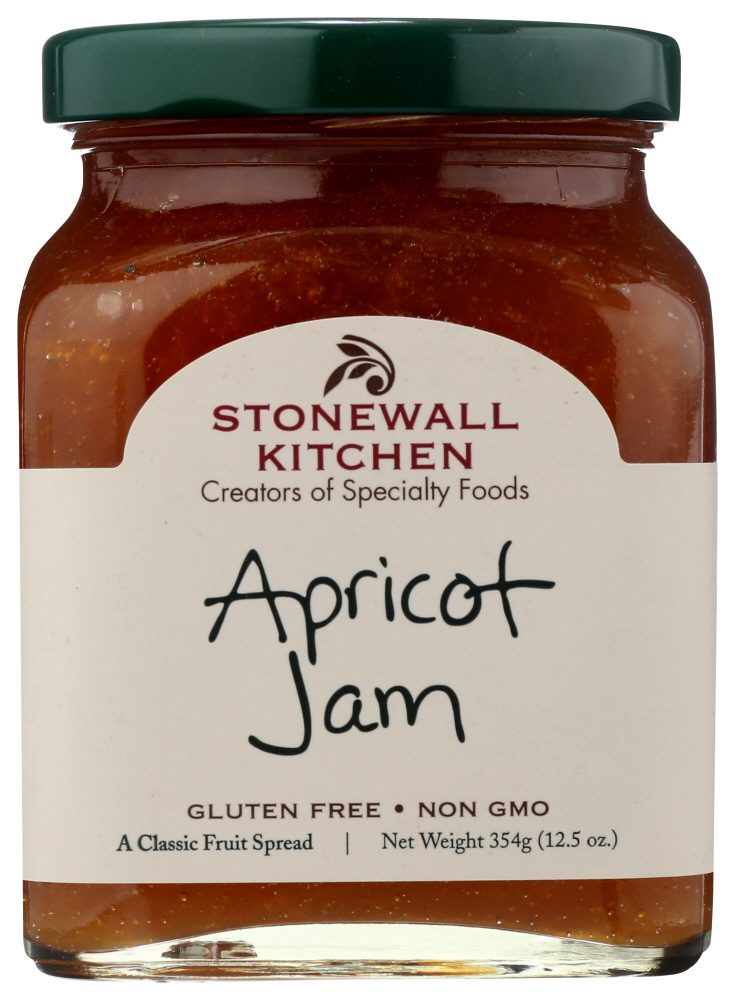 STONEWALL
KITCHEN
Creators of Specialty Foods
Apricot
Jam
GLUTEN FREE • NON GMO
A Classic Fruit Spread | Net Weight 354g (12.5 oz.)